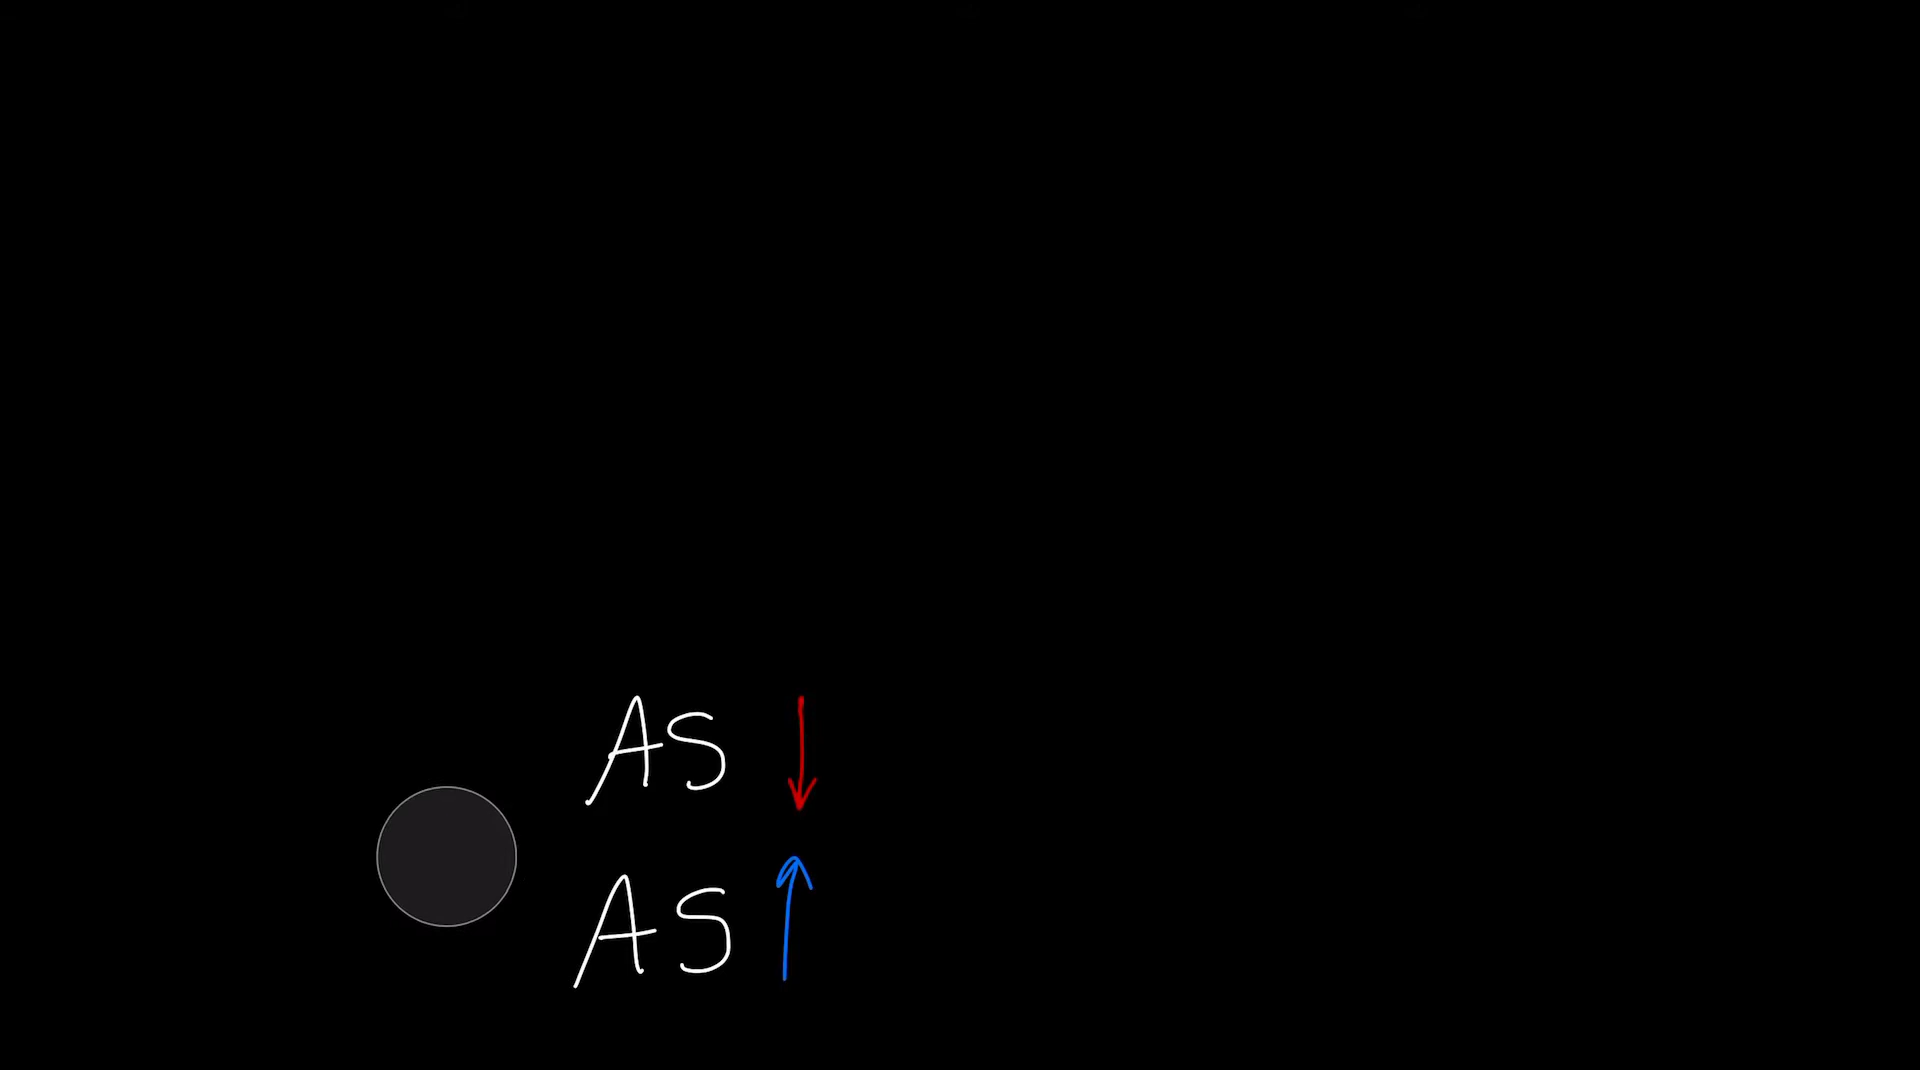 AS ↓
AS ↑